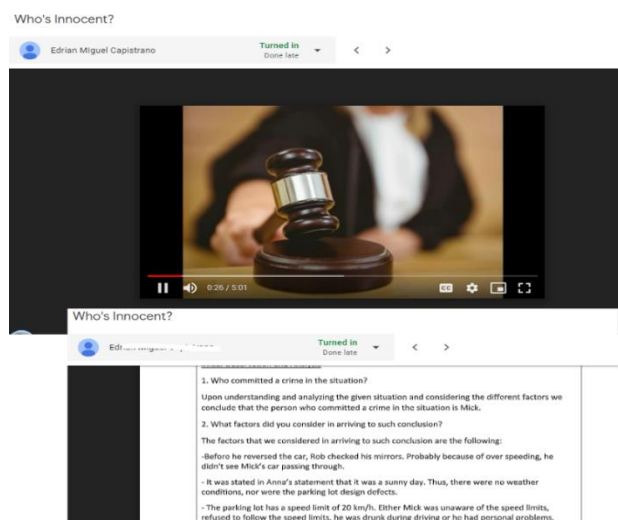 Who's Innocent?
Edrian Miguel Capistrano
Turned in
Done late
0:26 / 5:01
CC
Who's Innocent?
Turned in
Done late
1. Who committed a crime in the situation?
Upon understanding and analyzing the given situation and considering the different factors we
conclude that the person who committed a crime in the situation is Mick.
2. What factors did you consider in arriving to such conclusion?
The factors that we considered in arriving to such conclusion are the following:
-Before he reversed the car, Rob checked his mirrors. Probably because of over speeding, he
didn't see Mick's car passing through.
- It was stated in Anna's statement that it was a sunny day. Thus, there were no weather
conditions, nor were the parking lot design defects.
- The parking lot has a speed limit of 20 km/h. Either Mick was unaware of the speed limits,
refused to follow the speed limits, he was drunk during driving or he had personal problems.